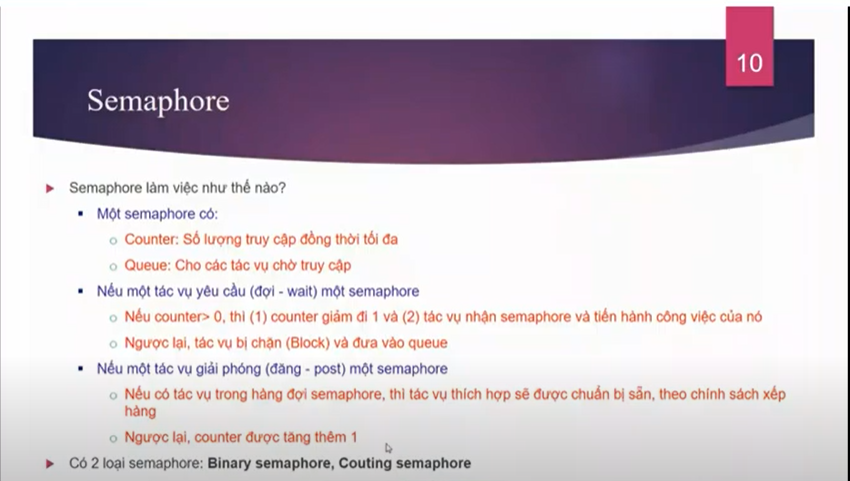 10
Semaphore
Semaphore làm việc như thế nào?
Một semaphore có:
Counter: Số lượng truy cập đồng thời tối đa
Queue: Cho các tác vụ chờ truy cập
Nếu một tác vụ yêu cầu (đợi - wait) một semaphore
Nếu counter> 0, thì (1) counter giảm đi 1 và (2) tác vụ nhận semaphore và tiến hành công việc của nó
Ngược lại, tác vụ bị chặn (Block) và đưa vào queue
Nếu một tác vụ giải phóng (đăng - post) một semaphore
Nếu có tác vụ trong hàng đợi semaphore, thì tác vụ thích hợp sẽ được chuẩn bị sẵn, theo chính sách xếp
hàng
Ngược lại, counter được tăng thêm 1
Có 2 loại semaphore: Binary semaphore, Couting semaphore